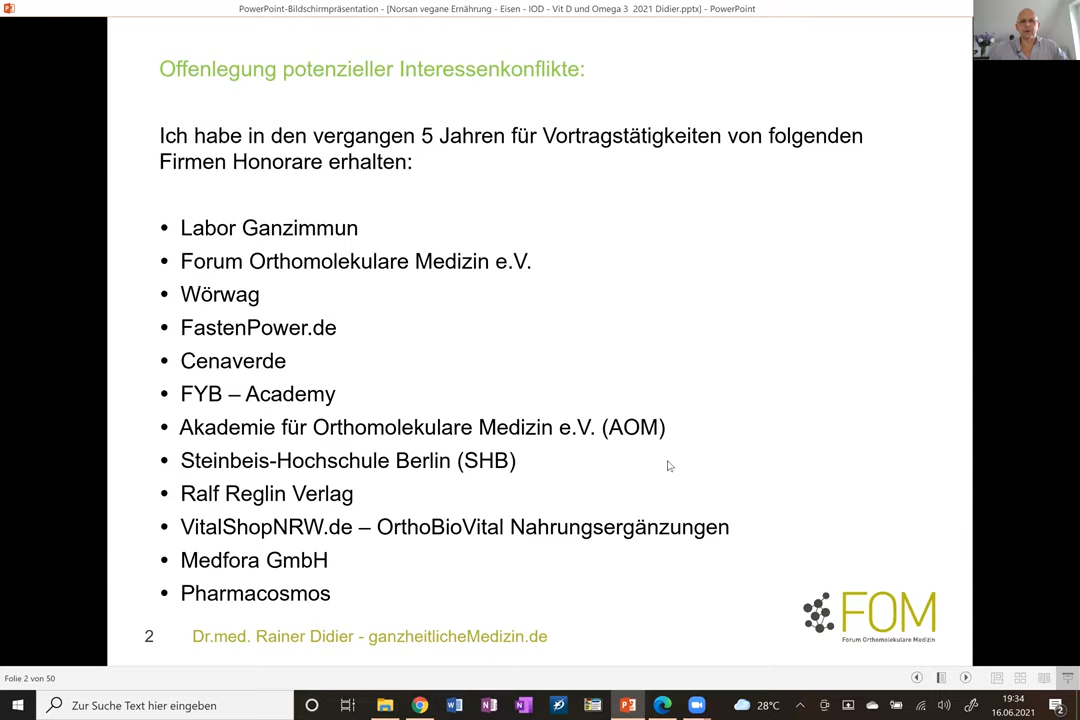 PowerPoint-Bildschirmpräsentation - [Norsan vegane Ernährung - Eisen - IOD - Vit D und Omega 3 2021 Didier.pptx] - PowerPoint
Offenlegung potenzieller Interessenkonflikte:
Ich habe in den vergangen 5 Jahren für Vortragstätigkeiten von folgenden
Firmen Honorare erhalten:
• Labor Ganzimmun
• Forum Orthomolekulare Medizin e.V.
• Wörwag
• FastenPower.de
• Cenaverde
• FYB – Academy
• Akademie für Orthomolekulare Medizin e.V. (AOM)
• Steinbeis-Hochschule Berlin (SHB)
• Ralf Reglin Verlag
• VitalShopNRW.de – OrthoBioVital Nahrungsergänzungen
• Medfora GmbH
• Pharmacosmos
FOM
Forum Orthomolekulare Medizin
2 Dr.med. Rainer Didier - ganzheitlicheMedizin.de
Folie 2 von 50
Zur Suche Text hier eingeben
28°C
19:34
16.06.2021
2